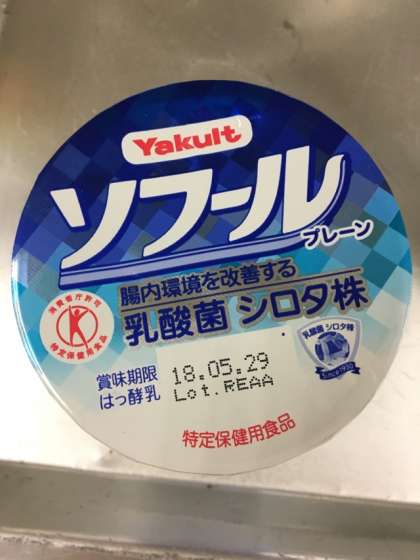 Yakult
ソフール
プレーン
腸内環境を改善する
乳酸菌 シロタ株
消費者庁許可
特定保健用食品
乳酸菌 シロタ株
Since 1930
賞味期限 18.05.29
はっ酵乳 Lot.REAA
特定保健用食品